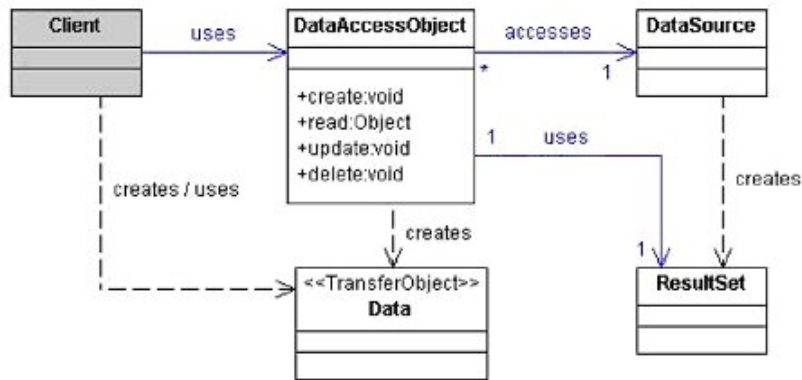 Client
uses
DataAccessObject
accesses
DataSource
*
1
+create:void
+read:Object
+update:void
+delete:void
1
uses
creates / uses
creates
creates
1
<<TransferObject>>
Data
ResultSet